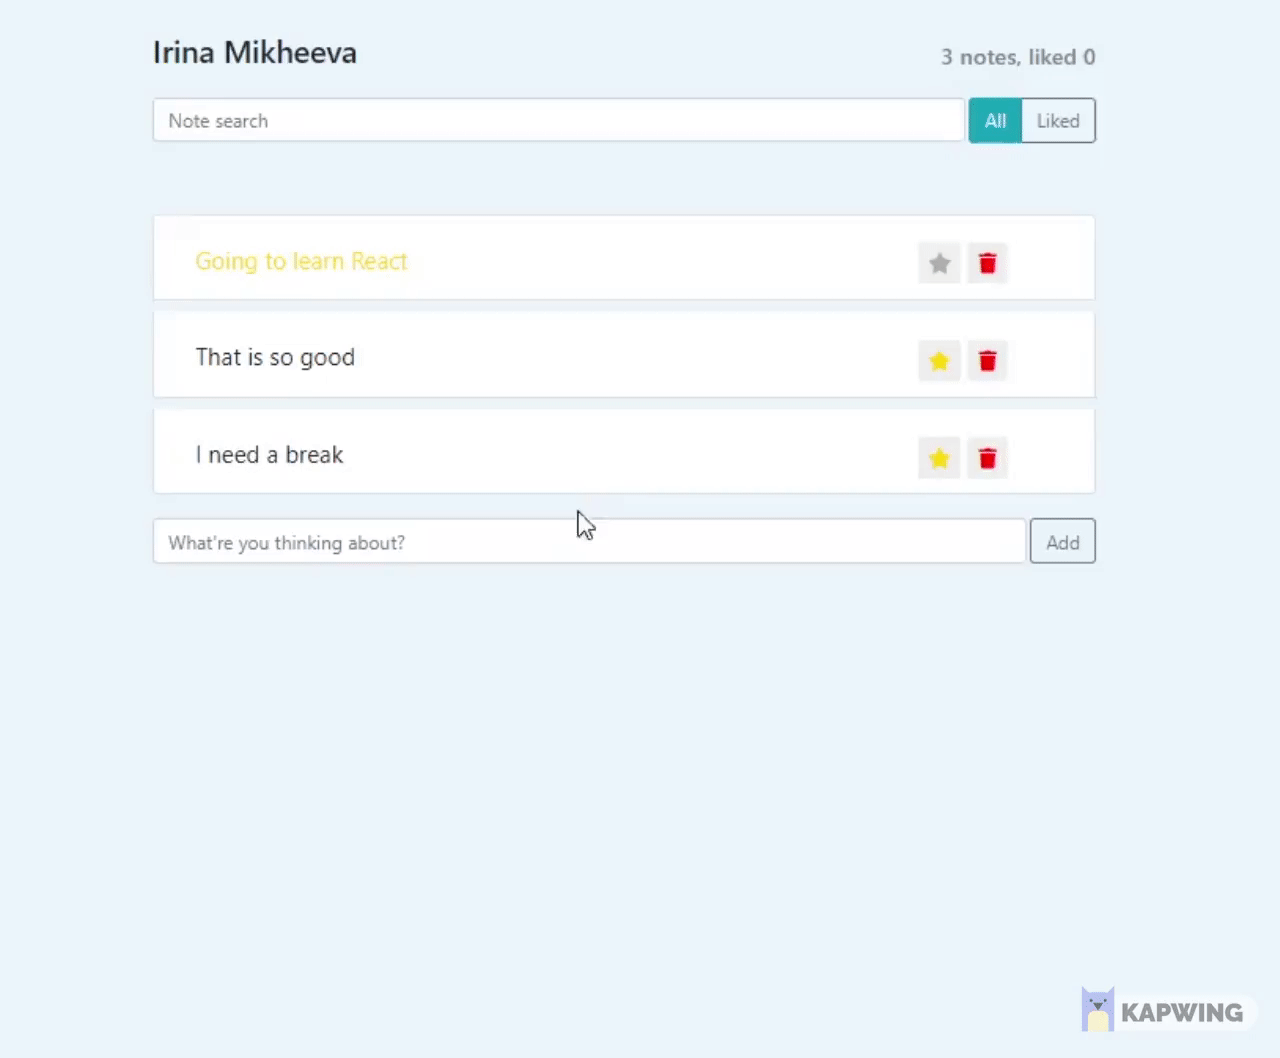 Irina Mikheeva
3 notes, liked 0
Note search
All
Liked
Going to learn React
That is so good
I need a break
What're you thinking about?
Add
KAPWING